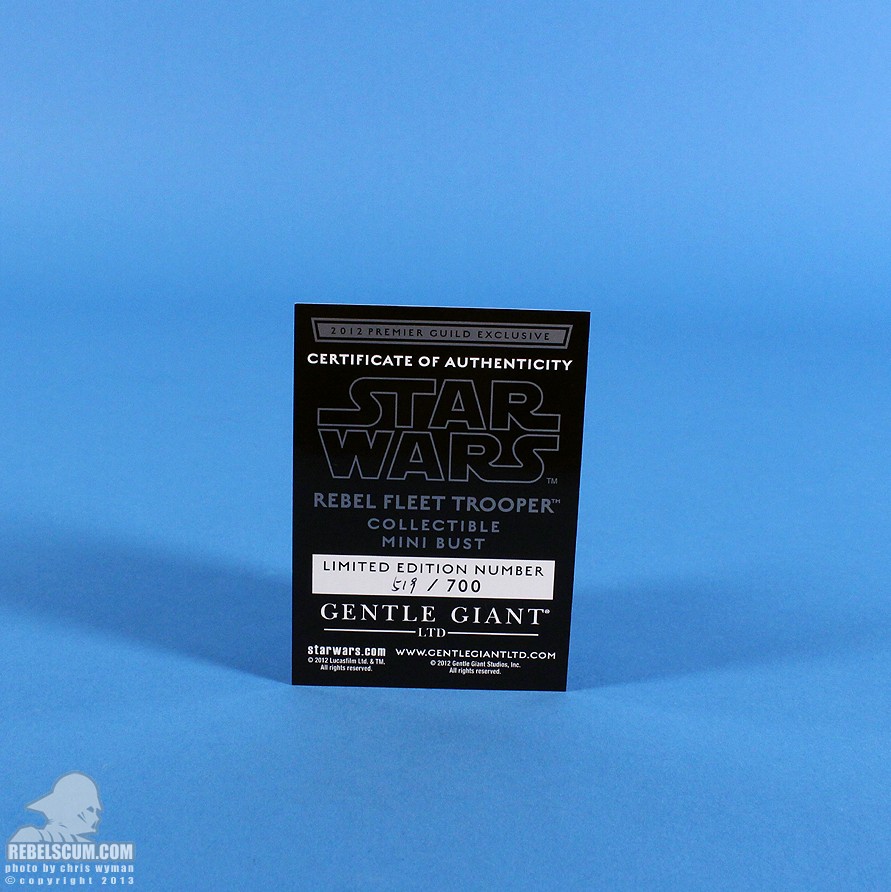 2012 PREMIER GUILD EXCLUSIVE
CERTIFICATE OF AUTHENTICITY
STAR
WARS
™
REBEL FLEET TROOPER™
COLLECTIBLE
MINI BUST
LIMITED EDITION NUMBER
519 / 700
GENTLE GIANT®
LTD
starwars.com WWW.GENTLEGIANTLTD.COM
© 2012 Lucasfilm Ltd. & TM. © 2012 Gentle Giant Studios, Inc.
All rights reserved. All rights reserved.
REBELSCUM.COM
photo by chris wyman
© copyright 2013